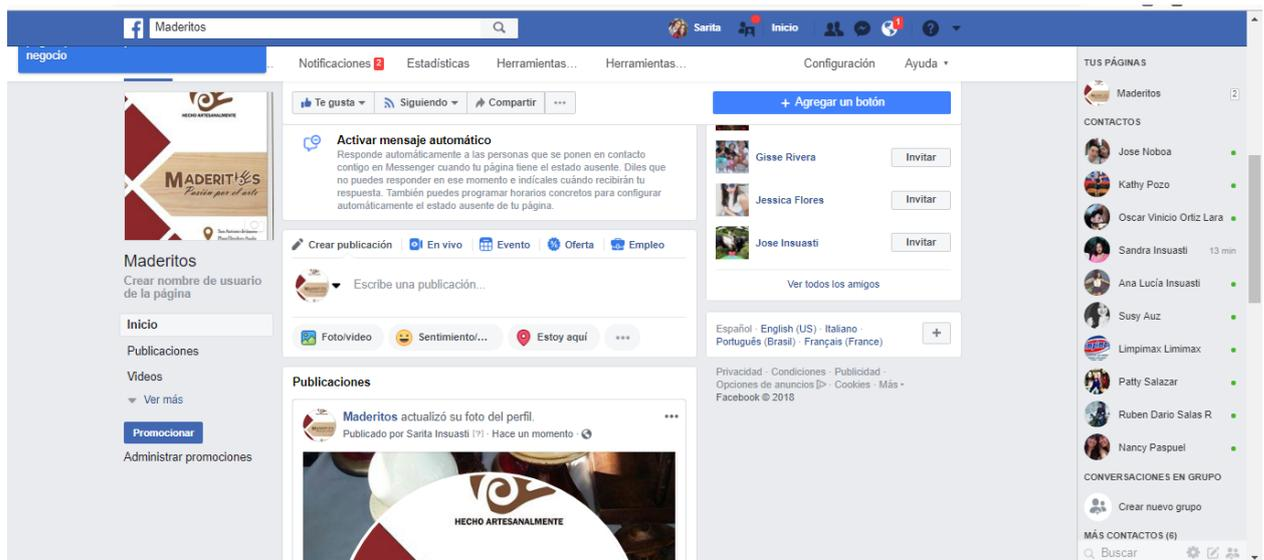 Maderitos
Sarita
Inicio
1
negocio
Notificaciones 2
Estadísticas
Herramientas...
Herramientas...
Configuración
Ayuda
HECHO ARTESANALMENTE
MADERITOS
Pasión por el arte
Maderitos
Crear nombre de usuario
de la página
Inicio
Publicaciones
Videos
Ver más
Promocionar
Administrar promociones
Te gusta
Siguiendo
Compartir
+ Agregar un botón
Activar mensaje automático
Responde automáticamente a las personas que se ponen en contacto
contigo en Messenger cuando tu página tiene el estado ausente. Diles que
no puedes responder en ese momento e indícales cuándo recibirán tu
respuesta. También puedes programar horarios concretos para configurar
automáticamente el estado ausente de tu página.
Crear publicación
En vivo
Evento
Oferta
Empleo
Escribe una publicación...
Foto/video
Sentimiento/...
Estoy aquí
Publicaciones
Maderitos actualizó su foto del perfil.
Publicado por Sarita Insuasti [?] · Hace un momento ·
HECHO ARTESANALMENTE
Gisse Rivera
Invitar
Jessica Flores
Invitar
Jose Insuasti
Invitar
Ver todos los amigos
Español · English (US) · Italiano ·
Português (Brasil) · Français (France)
Privacidad · Condiciones · Publicidad ·
Opciones de anuncios · Cookies · Más
Facebook © 2018
TUS PÁGINAS
Maderitos 2
CONTACTOS
Jose Noboa
Kathy Pozo
Oscar Vinicio Ortiz Lara
Sandra Insuasti 13 min
Ana Lucía Insuasti
Susy Auz
Limpimax Limimax
Patty Salazar
Ruben Dario Salas R
Nancy Paspuel
CONVERSACIONES EN GRUPO
Crear nuevo grupo
MÁS CONTACTOS (6)
Buscar